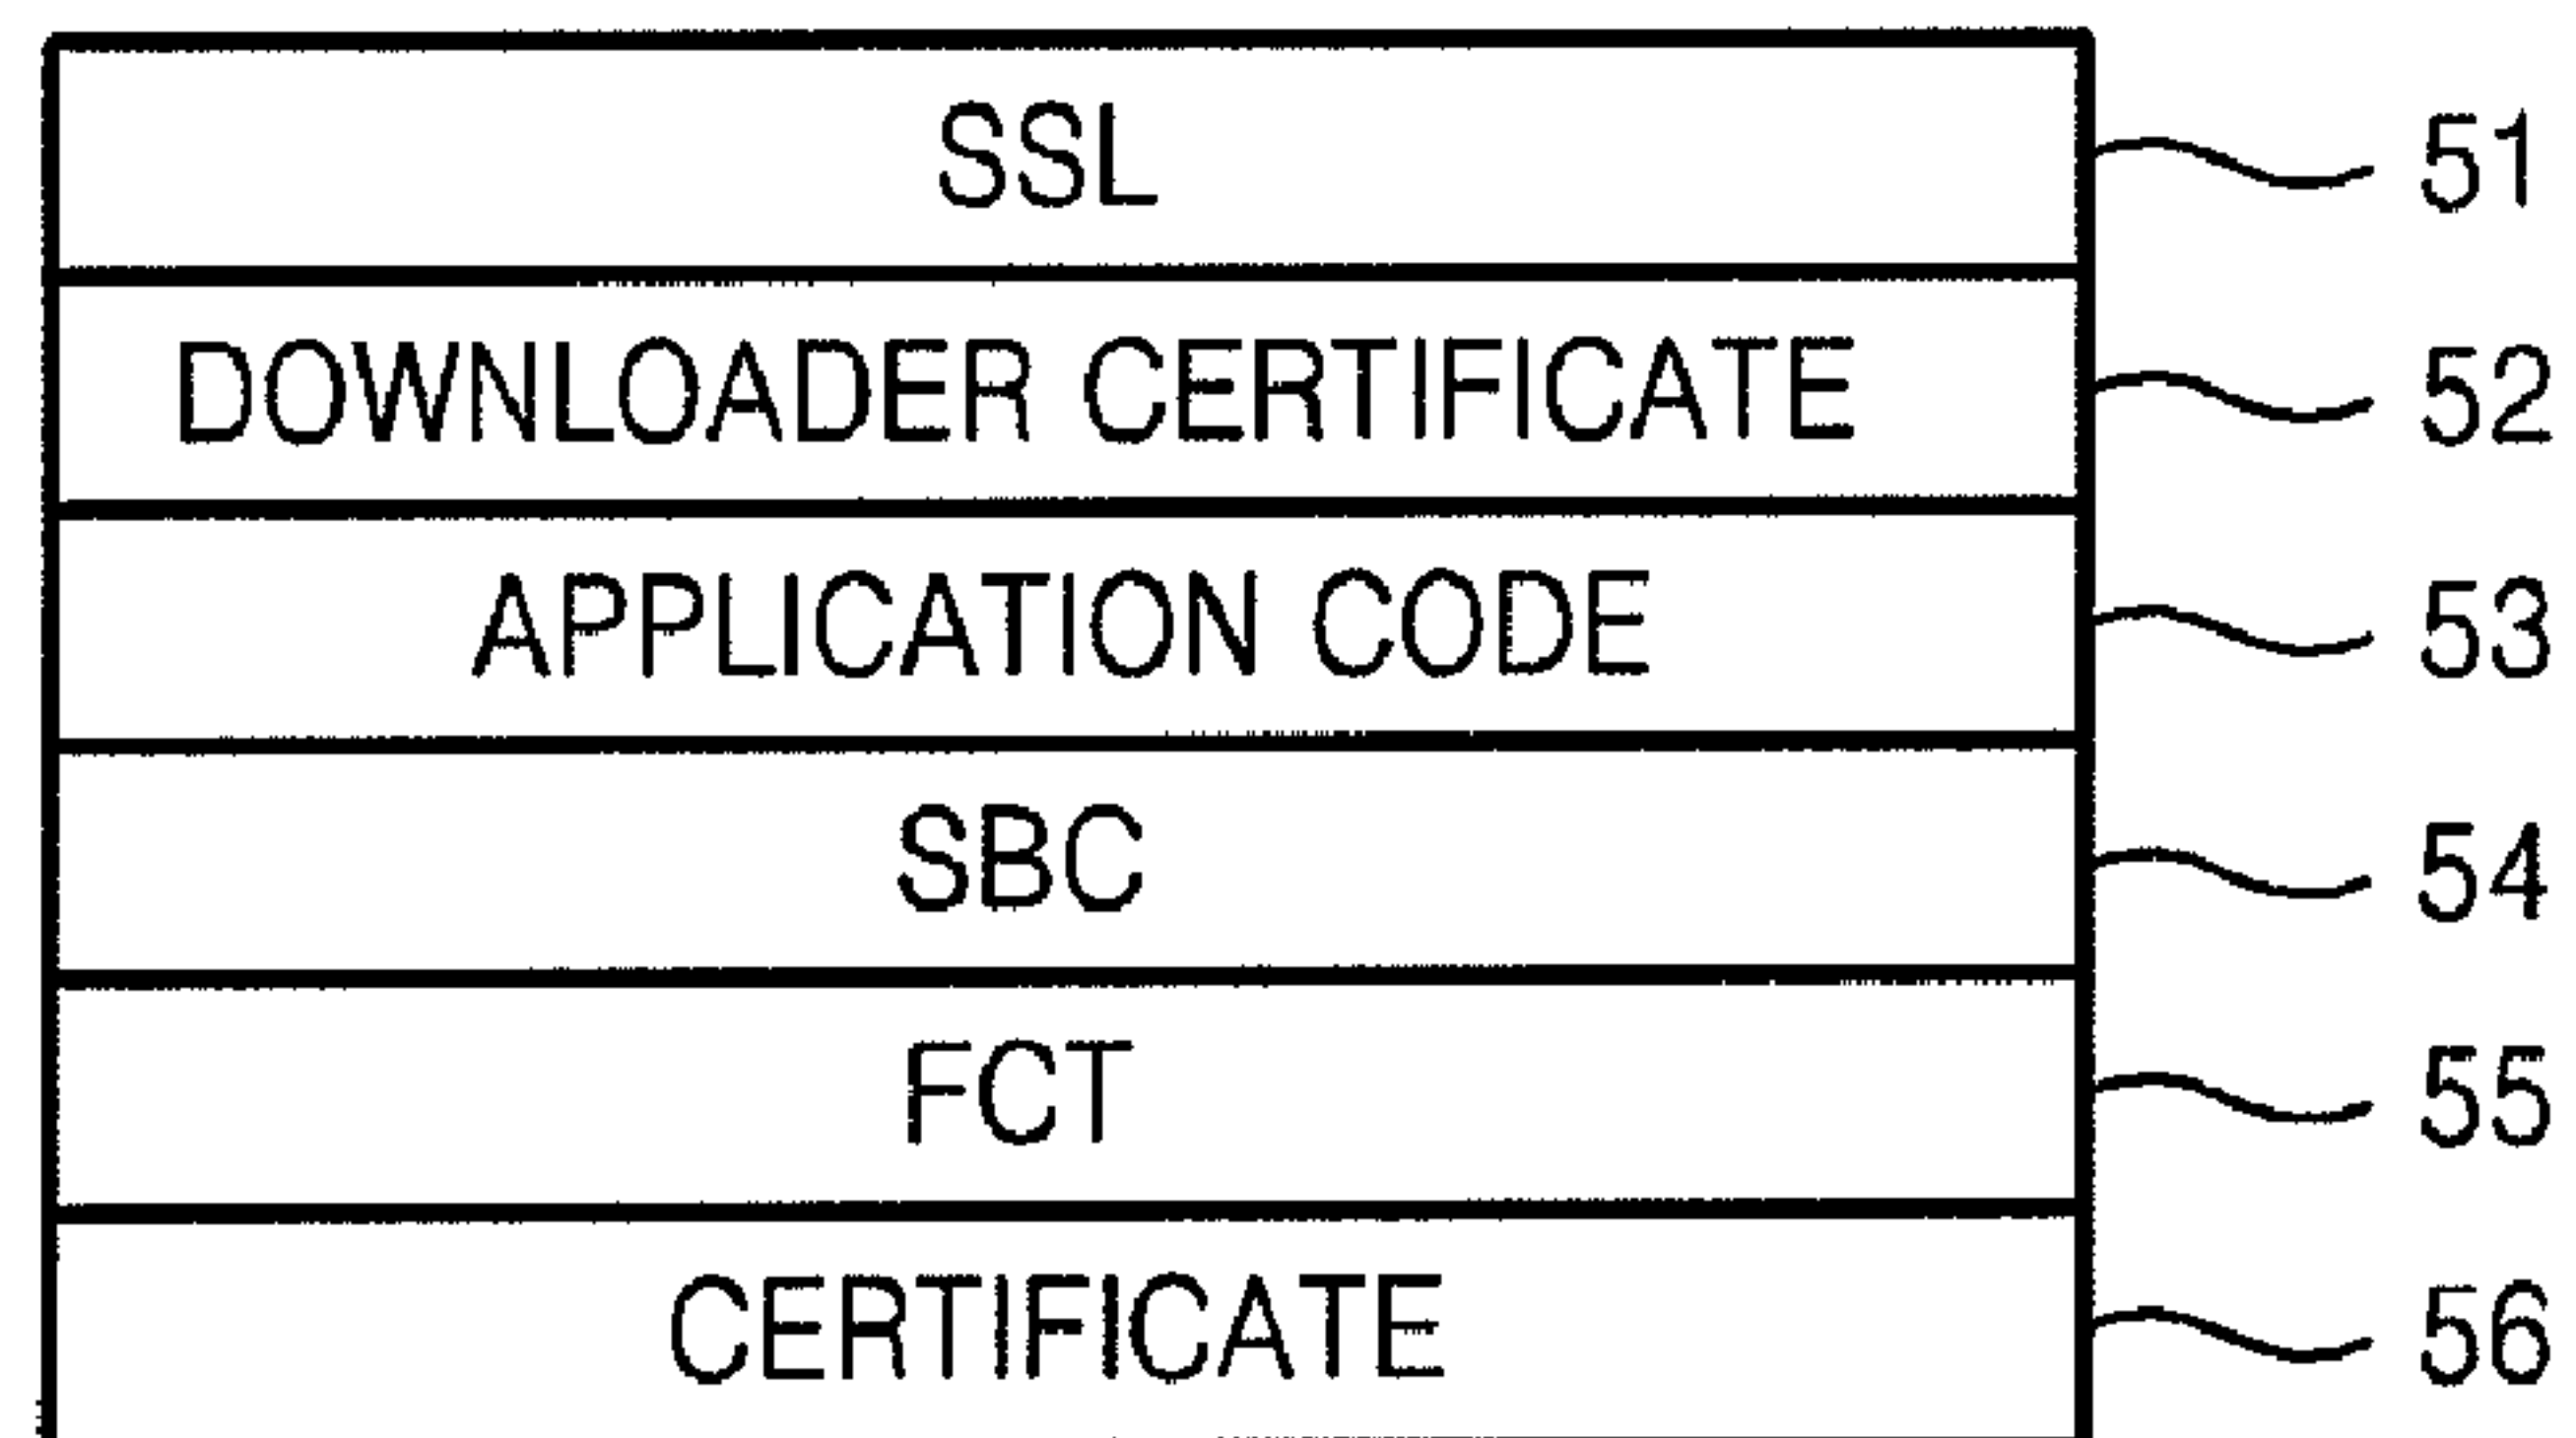 SSL 51
DOWNLOADER CERTIFICATE 52
APPLICATION CODE 53
SBC 54
FCT 55
CERTIFICATE 56